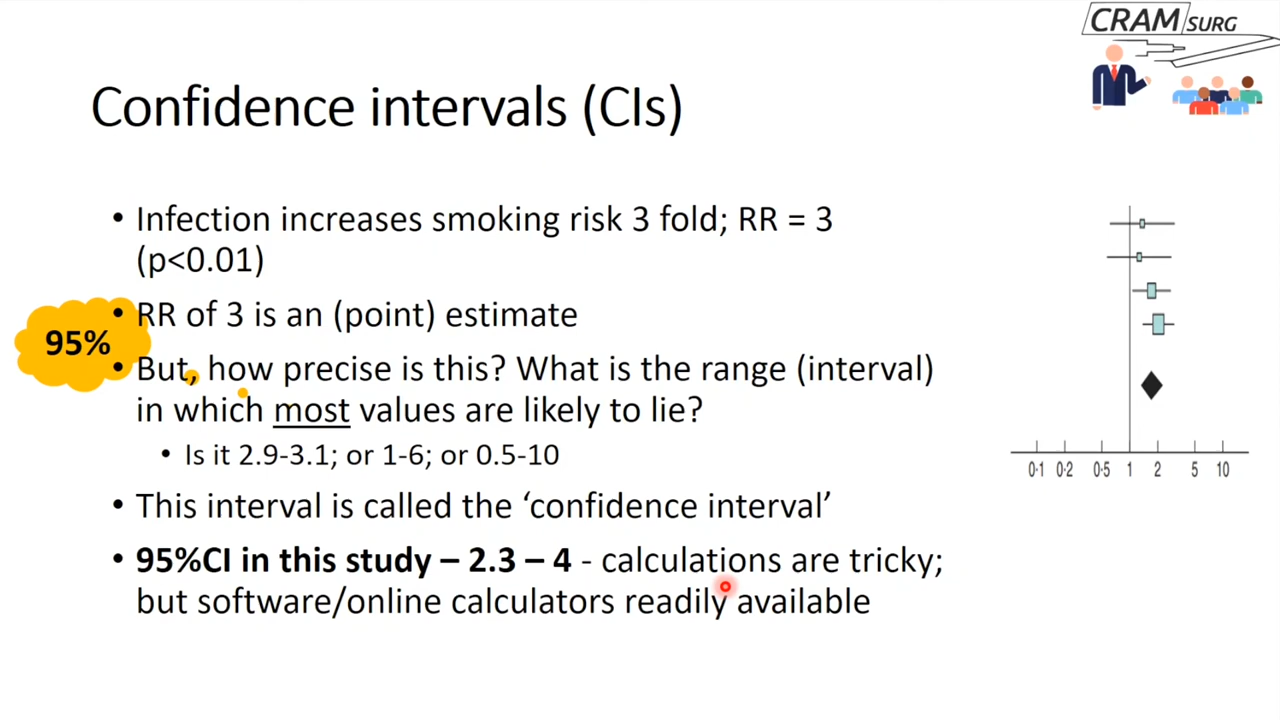 CRAM SURG
Confidence intervals (CIs)
• Infection increases smoking risk 3 fold; RR = 3
(p<0.01)
• RR of 3 is an (point) estimate
95%
• But, how precise is this? What is the range (interval)
in which most values are likely to lie?
• Is it 2.9-3.1; or 1-6; or 0.5-10
• This interval is called the ‘confidence interval’
• 95%CI in this study – 2.3 – 4 - calculations are tricky;
but software/online calculators readily available
0·1 0·2 0·5 1 2 5 10